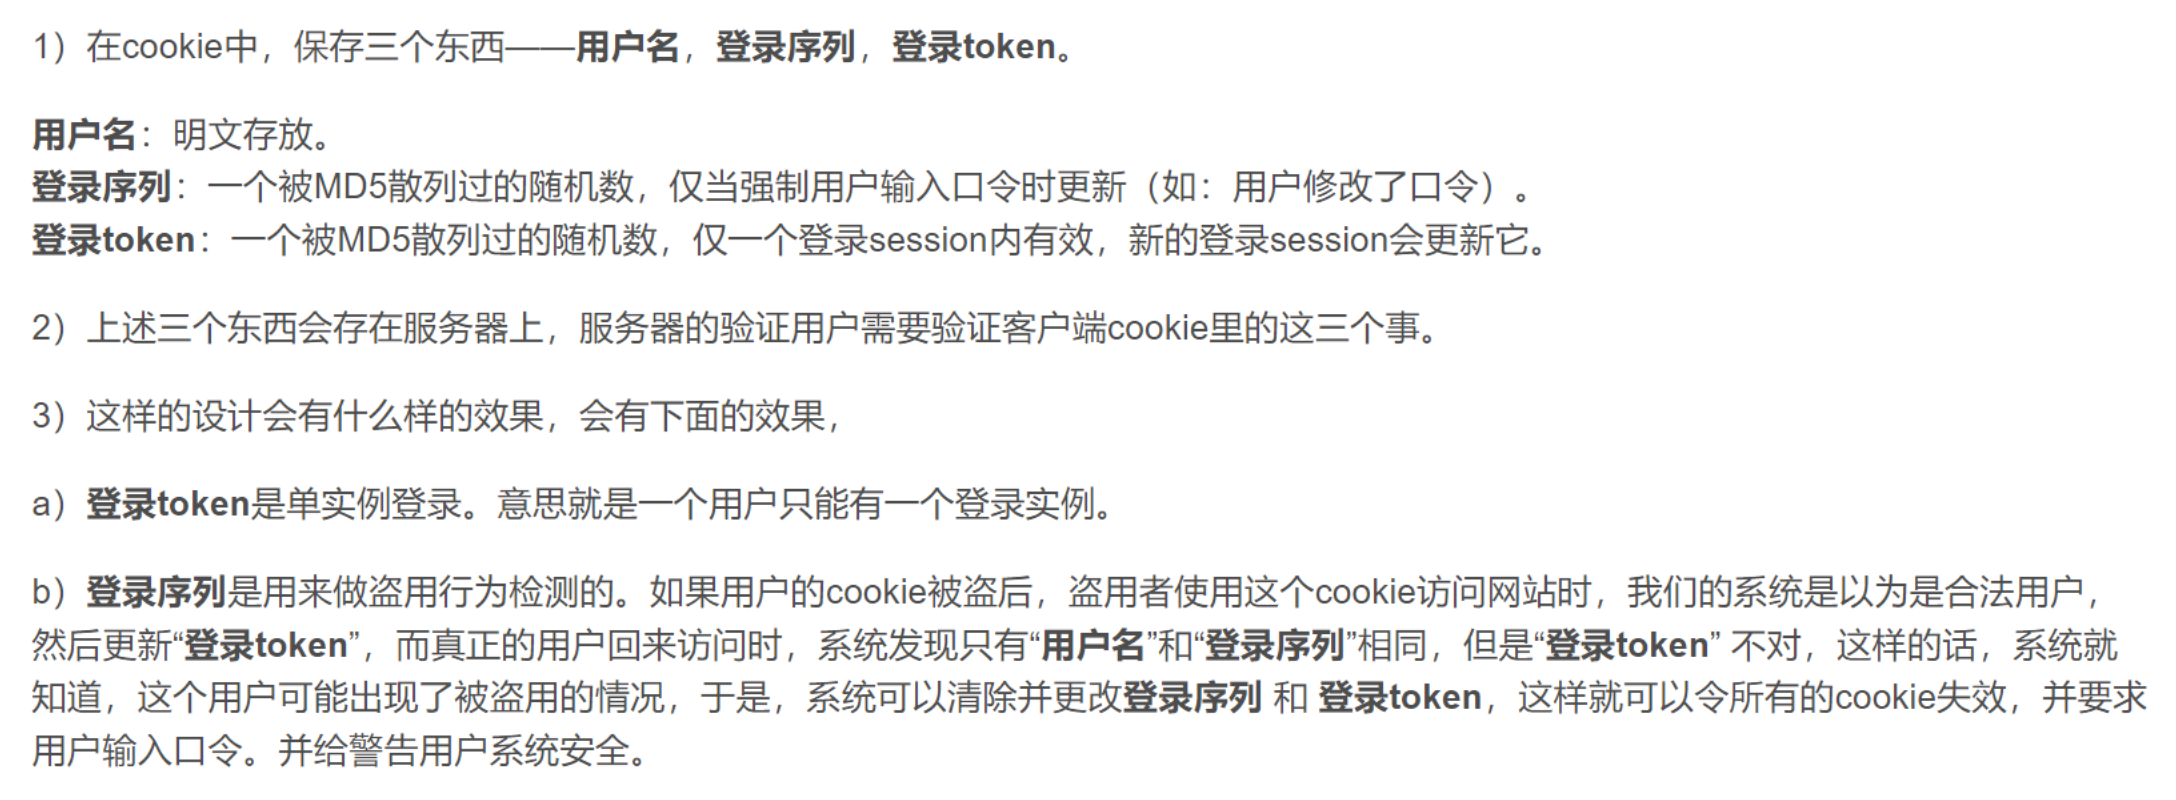 1）在cookie中，保存三个东西——用户名，登录序列，登录token。
用户名：明文存放。
登录序列：一个被MD5散列过的随机数，仅当强制用户输入口令时更新（如：用户修改了口令）。
登录token：一个被MD5散列过的随机数，仅一个登录session内有效，新的登录session会更新它。
2）上述三个东西会存在服务器上，服务器的验证用户需要验证客户端cookie里的这三个事。
3）这样的设计会有什么样的效果，会有下面的效果，
a）登录token是单实例登录。意思就是一个用户只能有一个登录实例。
b）登录序列是用来做盗用行为检测的。如果用户的cookie被盗后，盗用者使用这个cookie访问网站时，我们的系统是以为是合法用户，
然后更新“登录token”，而真正的用户回来访问时，系统发现只有“用户名”和“登录序列”相同，但是“登录token” 不对，这样的话，系统就
知道，这个用户可能出现了被盗用的情况，于是，系统可以清除并更改登录序列 和 登录token，这样就可以令所有的cookie失效，并要求
用户输入口令。并给警告用户系统安全。